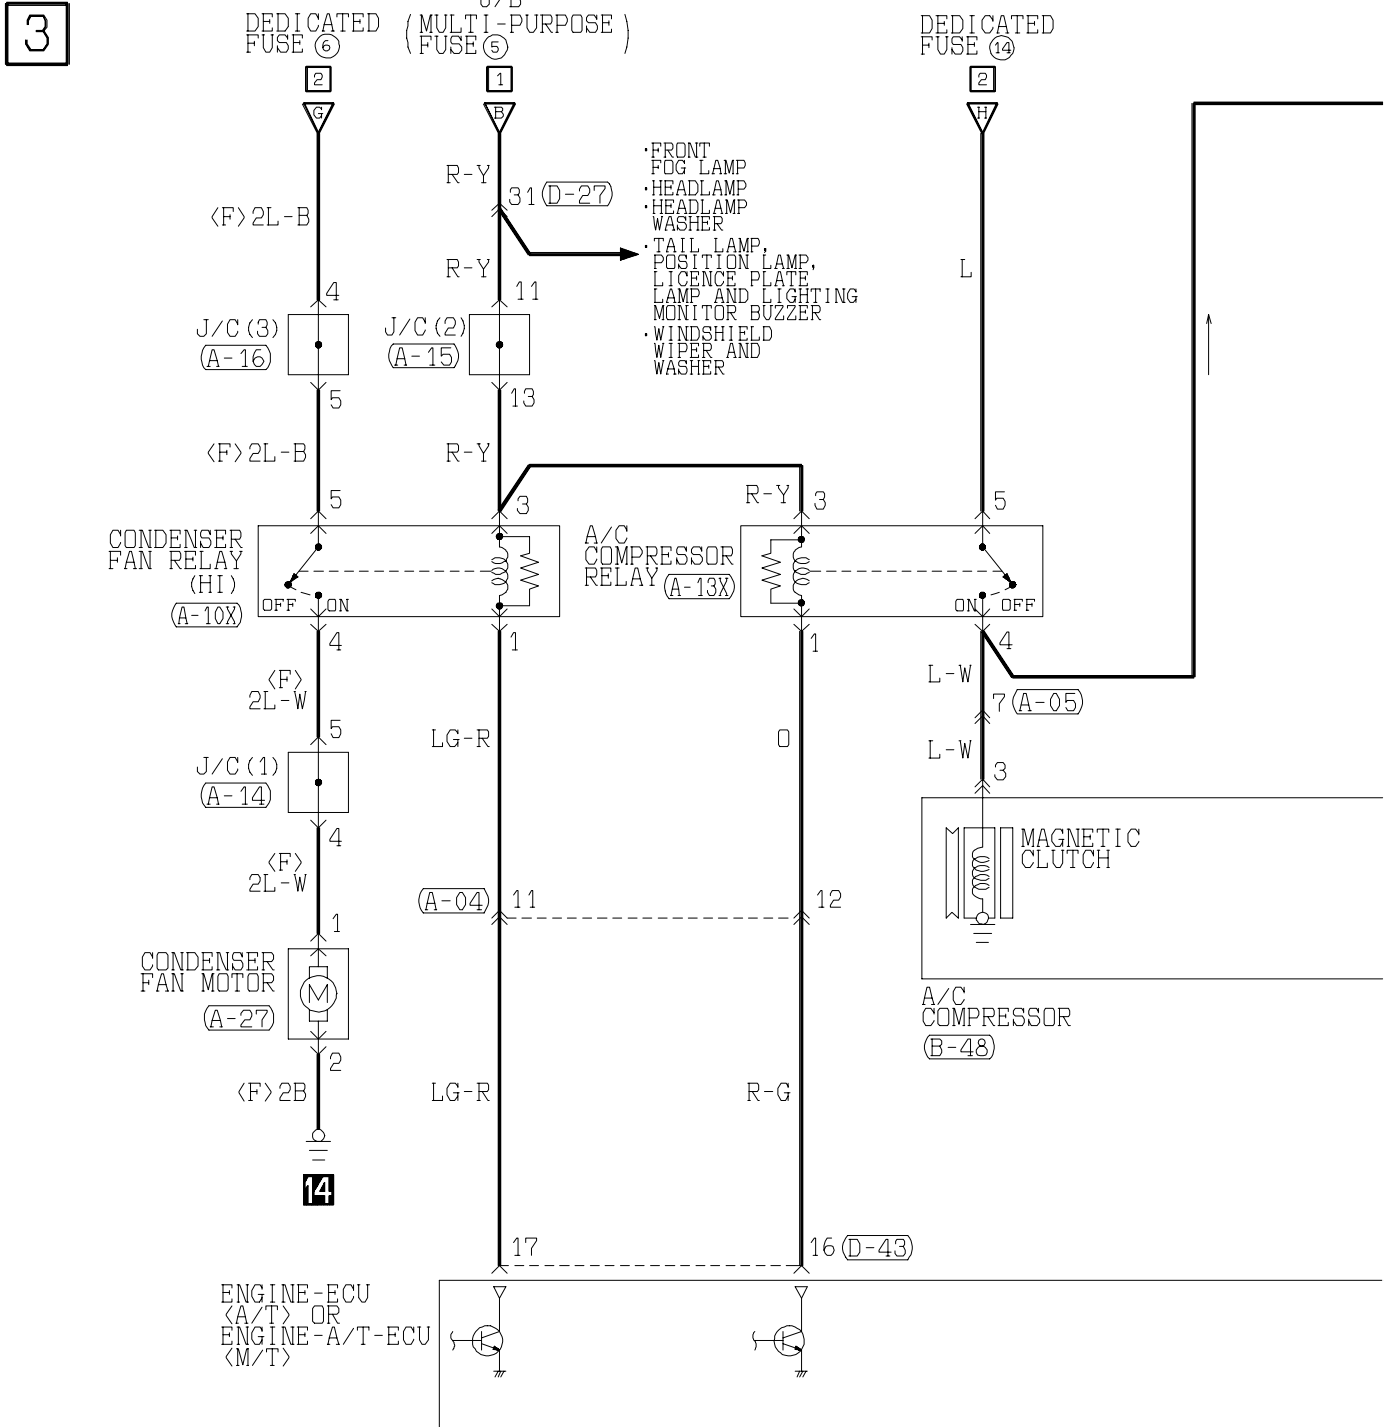 3
DEDICATED
FUSE ⑥
J/B
(MULTI-PURPOSE
FUSE ⑤)
DEDICATED
FUSE ⑭
2
1
2
G
B
H
R-Y
31 (D-27)
<F>2L-B
R-Y
L
·FRONT
FOG LAMP
·HEADLAMP
·HEADLAMP
WASHER
·TAIL LAMP,
POSITION LAMP,
LICENCE PLATE
LAMP AND LIGHTING
MONITOR BUZZER
·WINDSHIELD
WIPER AND
WASHER
4
11
J/C(3)
(A-16)
J/C(2)
(A-15)
5
13
<F>2L-B
R-Y
R-Y
5
3
3
5
CONDENSER
FAN RELAY
(HI)
(A-10X)
OFF
ON
A/C
COMPRESSOR
RELAY (A-13X)
ON
OFF
4
1
1
4
<F>
2L-W
L-W
7 (A-05)
5
LG-R
O
L-W
J/C(1)
(A-14)
3
4
MAGNETIC
CLUTCH
<F>
2L-W
(A-04)
11
12
1
CONDENSER
FAN MOTOR
(A-27)
M
A/C
COMPRESSOR
(B-48)
2
<F>2B
LG-R
R-G
14
17
16 (D-43)
ENGINE-ECU
<A/T> OR
ENGINE-A/T-ECU
<M/T>